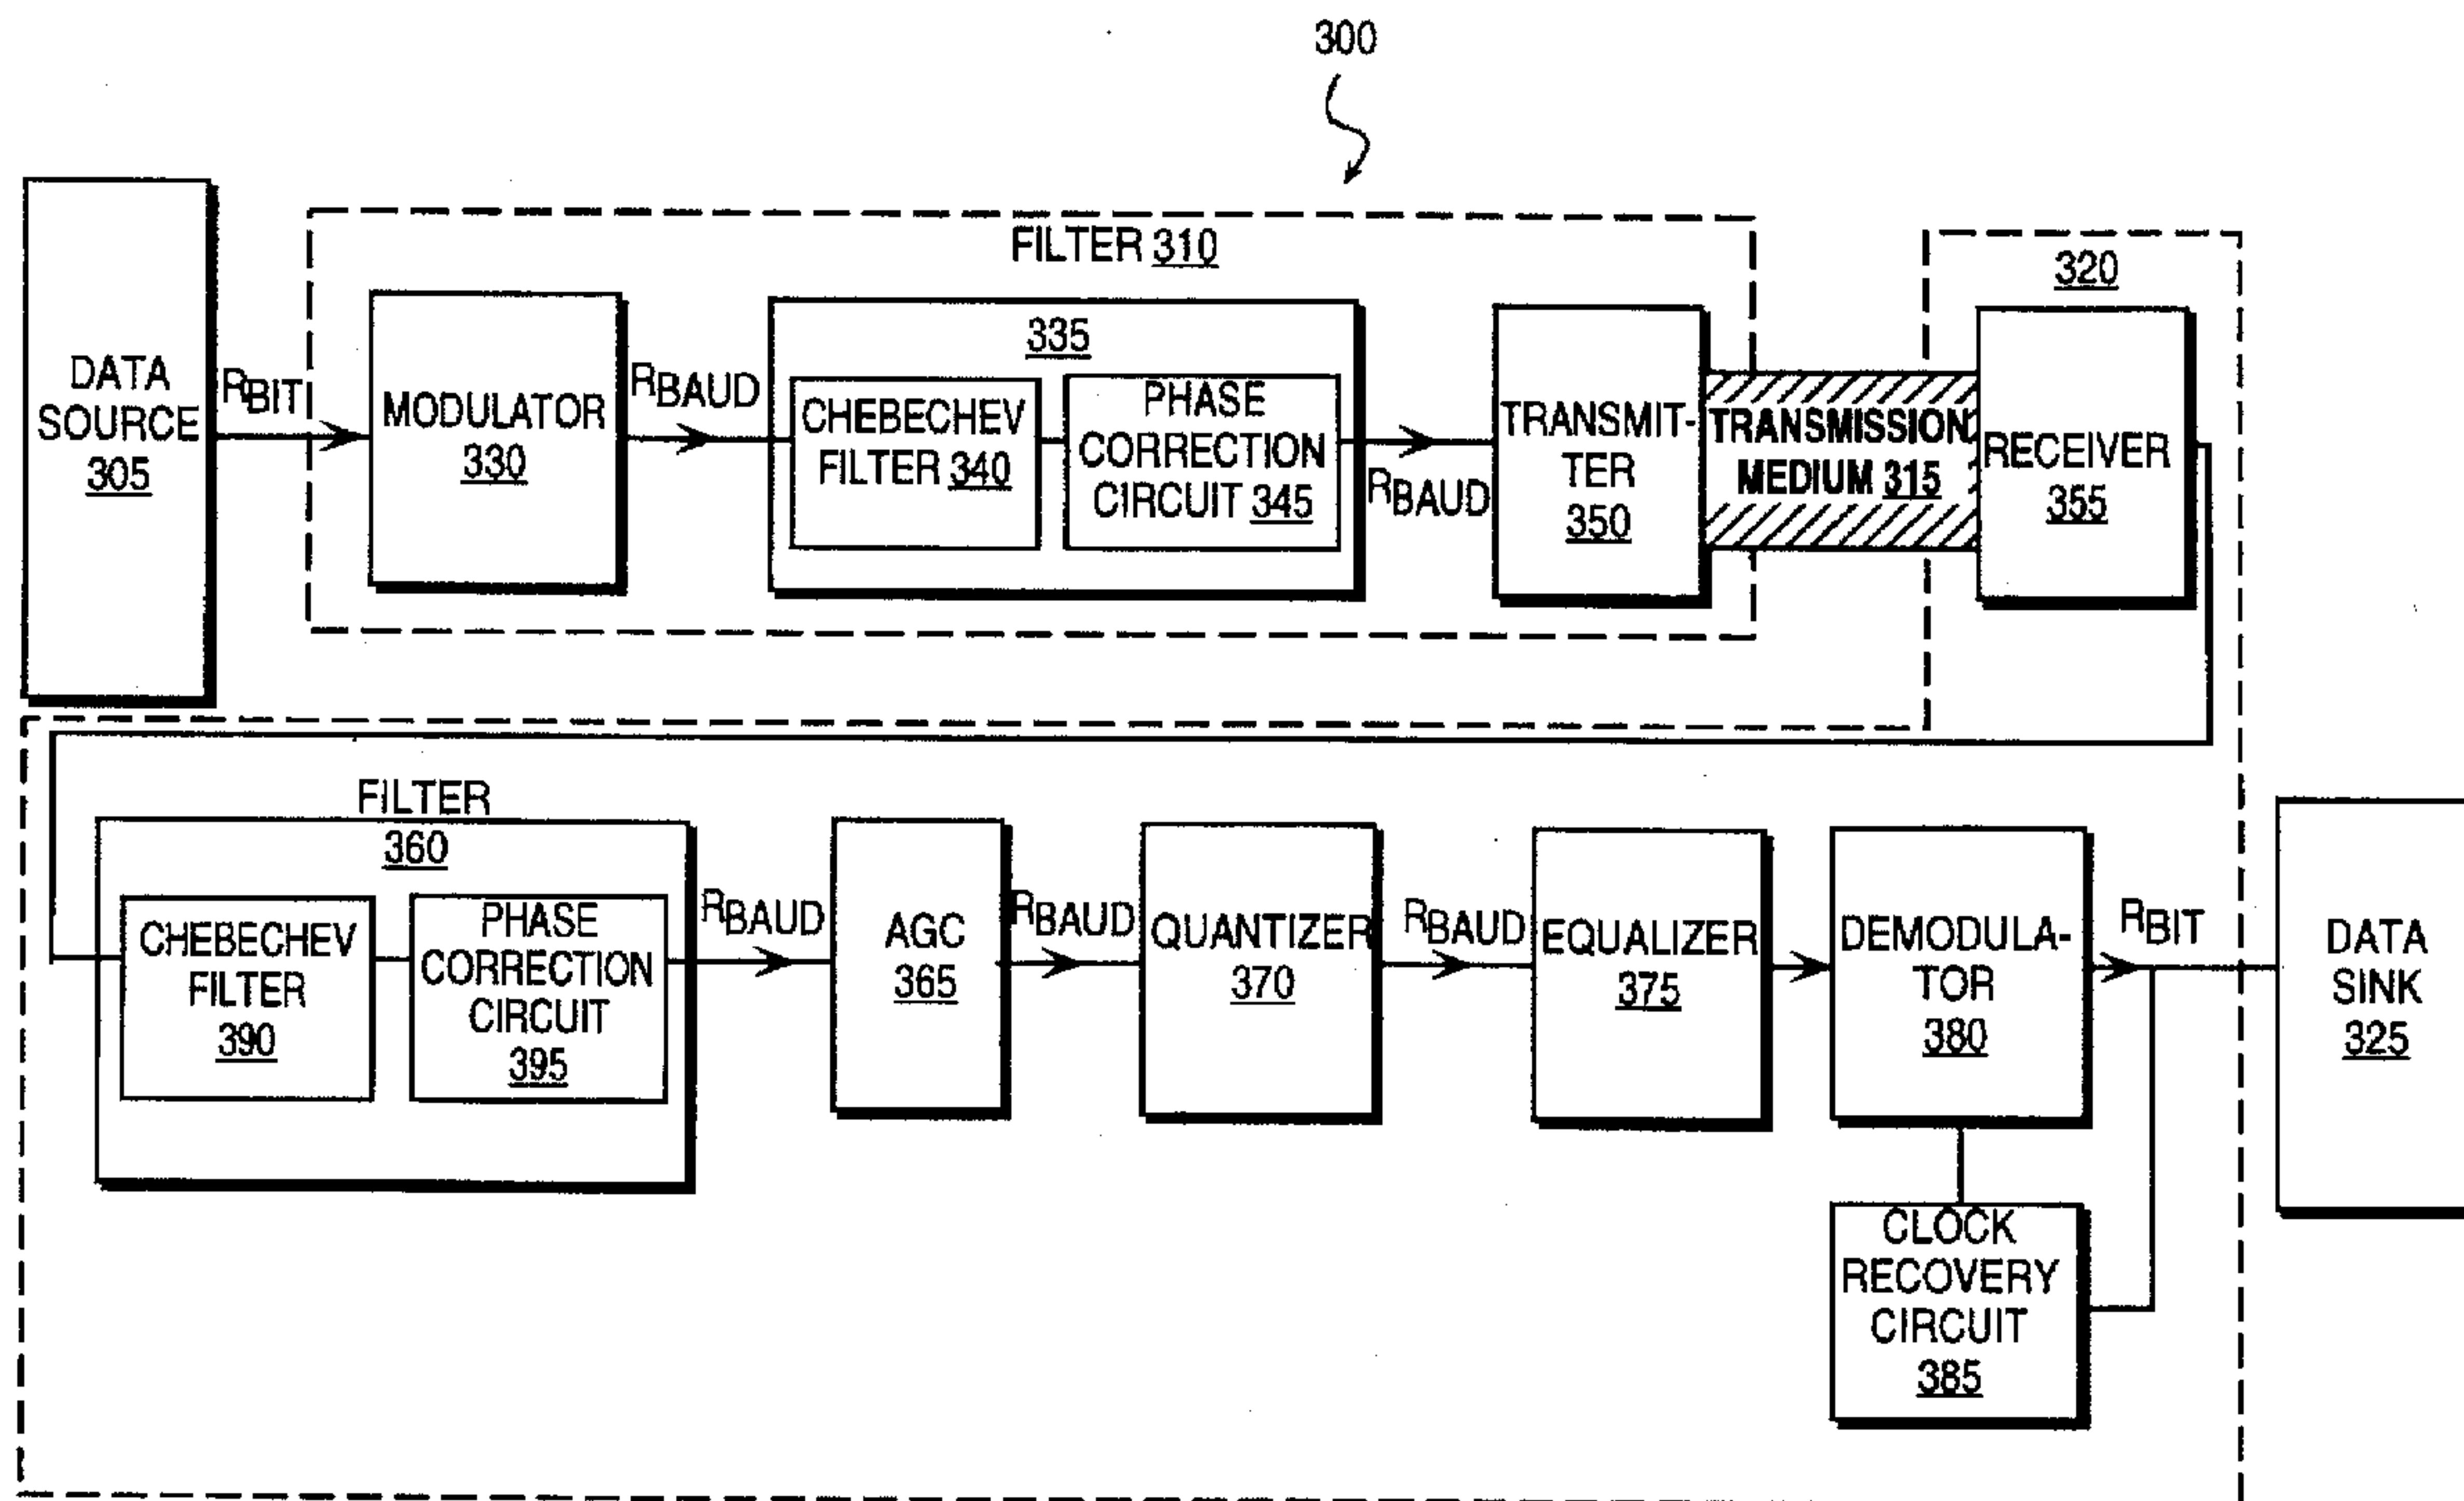 300
FILTER 310
320
DATA
SOURCE
305
RBIT
MODULATOR
330
RBAUD
335
CHEBECHEV
FILTER 340
PHASE
CORRECTION
CIRCUIT 345
RBAUD
TRANSMIT-
TER
350
TRANSMISSION
MEDIUM 315
RECEIVER
355
FILTER
360
CHEBECHEV
FILTER
390
PHASE
CORRECTION
CIRCUIT
395
RBAUD
AGC
365
RBAUD
QUANTIZER
370
RBAUD
EQUALIZER
375
DEMODULA-
TOR
380
RBIT
DATA
SINK
325
CLOCK
RECOVERY
CIRCUIT
385